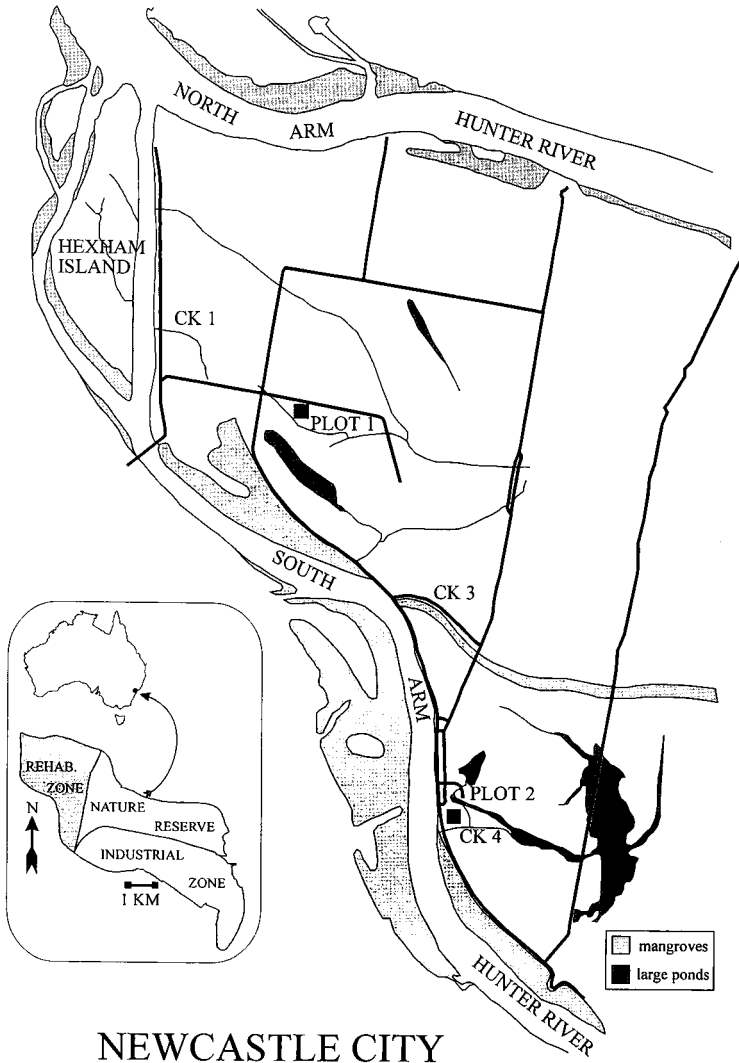 NORTH
ARM
HUNTER RIVER
HEXHAM
ISLAND
CK 1
PLOT 1
SOUTH
CK 3
ARM
PLOT 2
CK 4
REHAB.
ZONE
N
NATURE
RESERVE
INDUSTRIAL
ZONE
1 KM
mangroves
large ponds
HUNTER RIVER
NEWCASTLE CITY